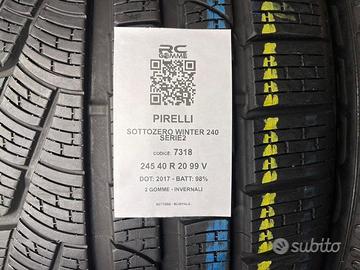 RC
GOMME
PIRELLI
SOTTOZERO WINTER 240
SERIE2
CODICE: 7318
245 40 R 20 99 V
DOT: 2017 - BATT: 98%
2 GOMME - INVERNALI
subito